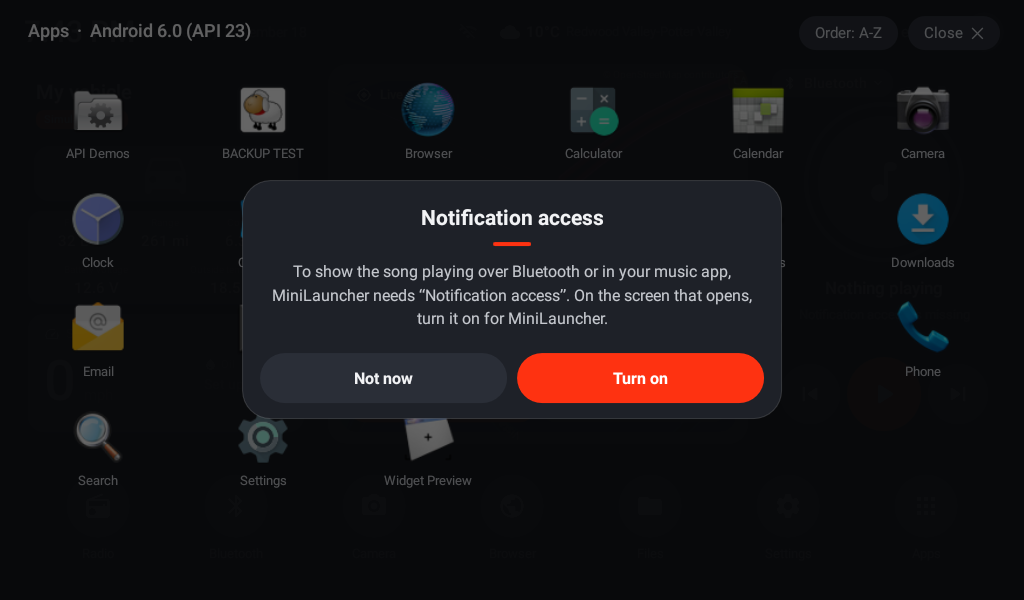 Apps · Android 6.0 (API 23)
Order: A-Z
Close
API Demos
BACKUP TEST
Browser
Calculator
Calendar
Camera
Notification access
Clock
Downloads
To show the song playing over Bluetooth or in your music app,
MiniLauncher needs “Notification access”. On the screen that opens,
turn it on for MiniLauncher.
Nothing playing
Email
Phone
Not now
Turn on
Search
Settings
Widget Preview